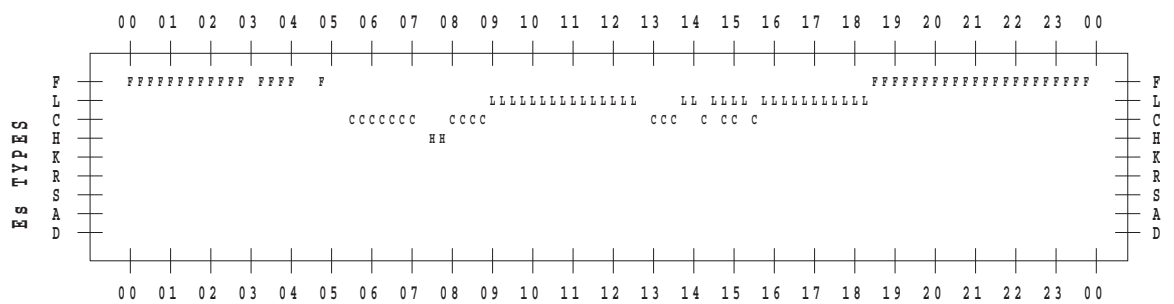 00 01 02 03 04 05 06 07 08 09 10 11 12 13 14 15 16 17 18 19 20 21 22 23 00
F FFFFFFFFFFFF FFFF F FFFFFFFFFFFFFFFFFFFFFF F
L LLLLLLLLLLLLLLL LL LLLL LLLLLLLLLLL L
C CCCCCCC CCCC CCC C CC C C
H HH H
K K
R R
S S
A A
D D
Es TYPES
00 01 02 03 04 05 06 07 08 09 10 11 12 13 14 15 16 17 18 19 20 21 22 23 00